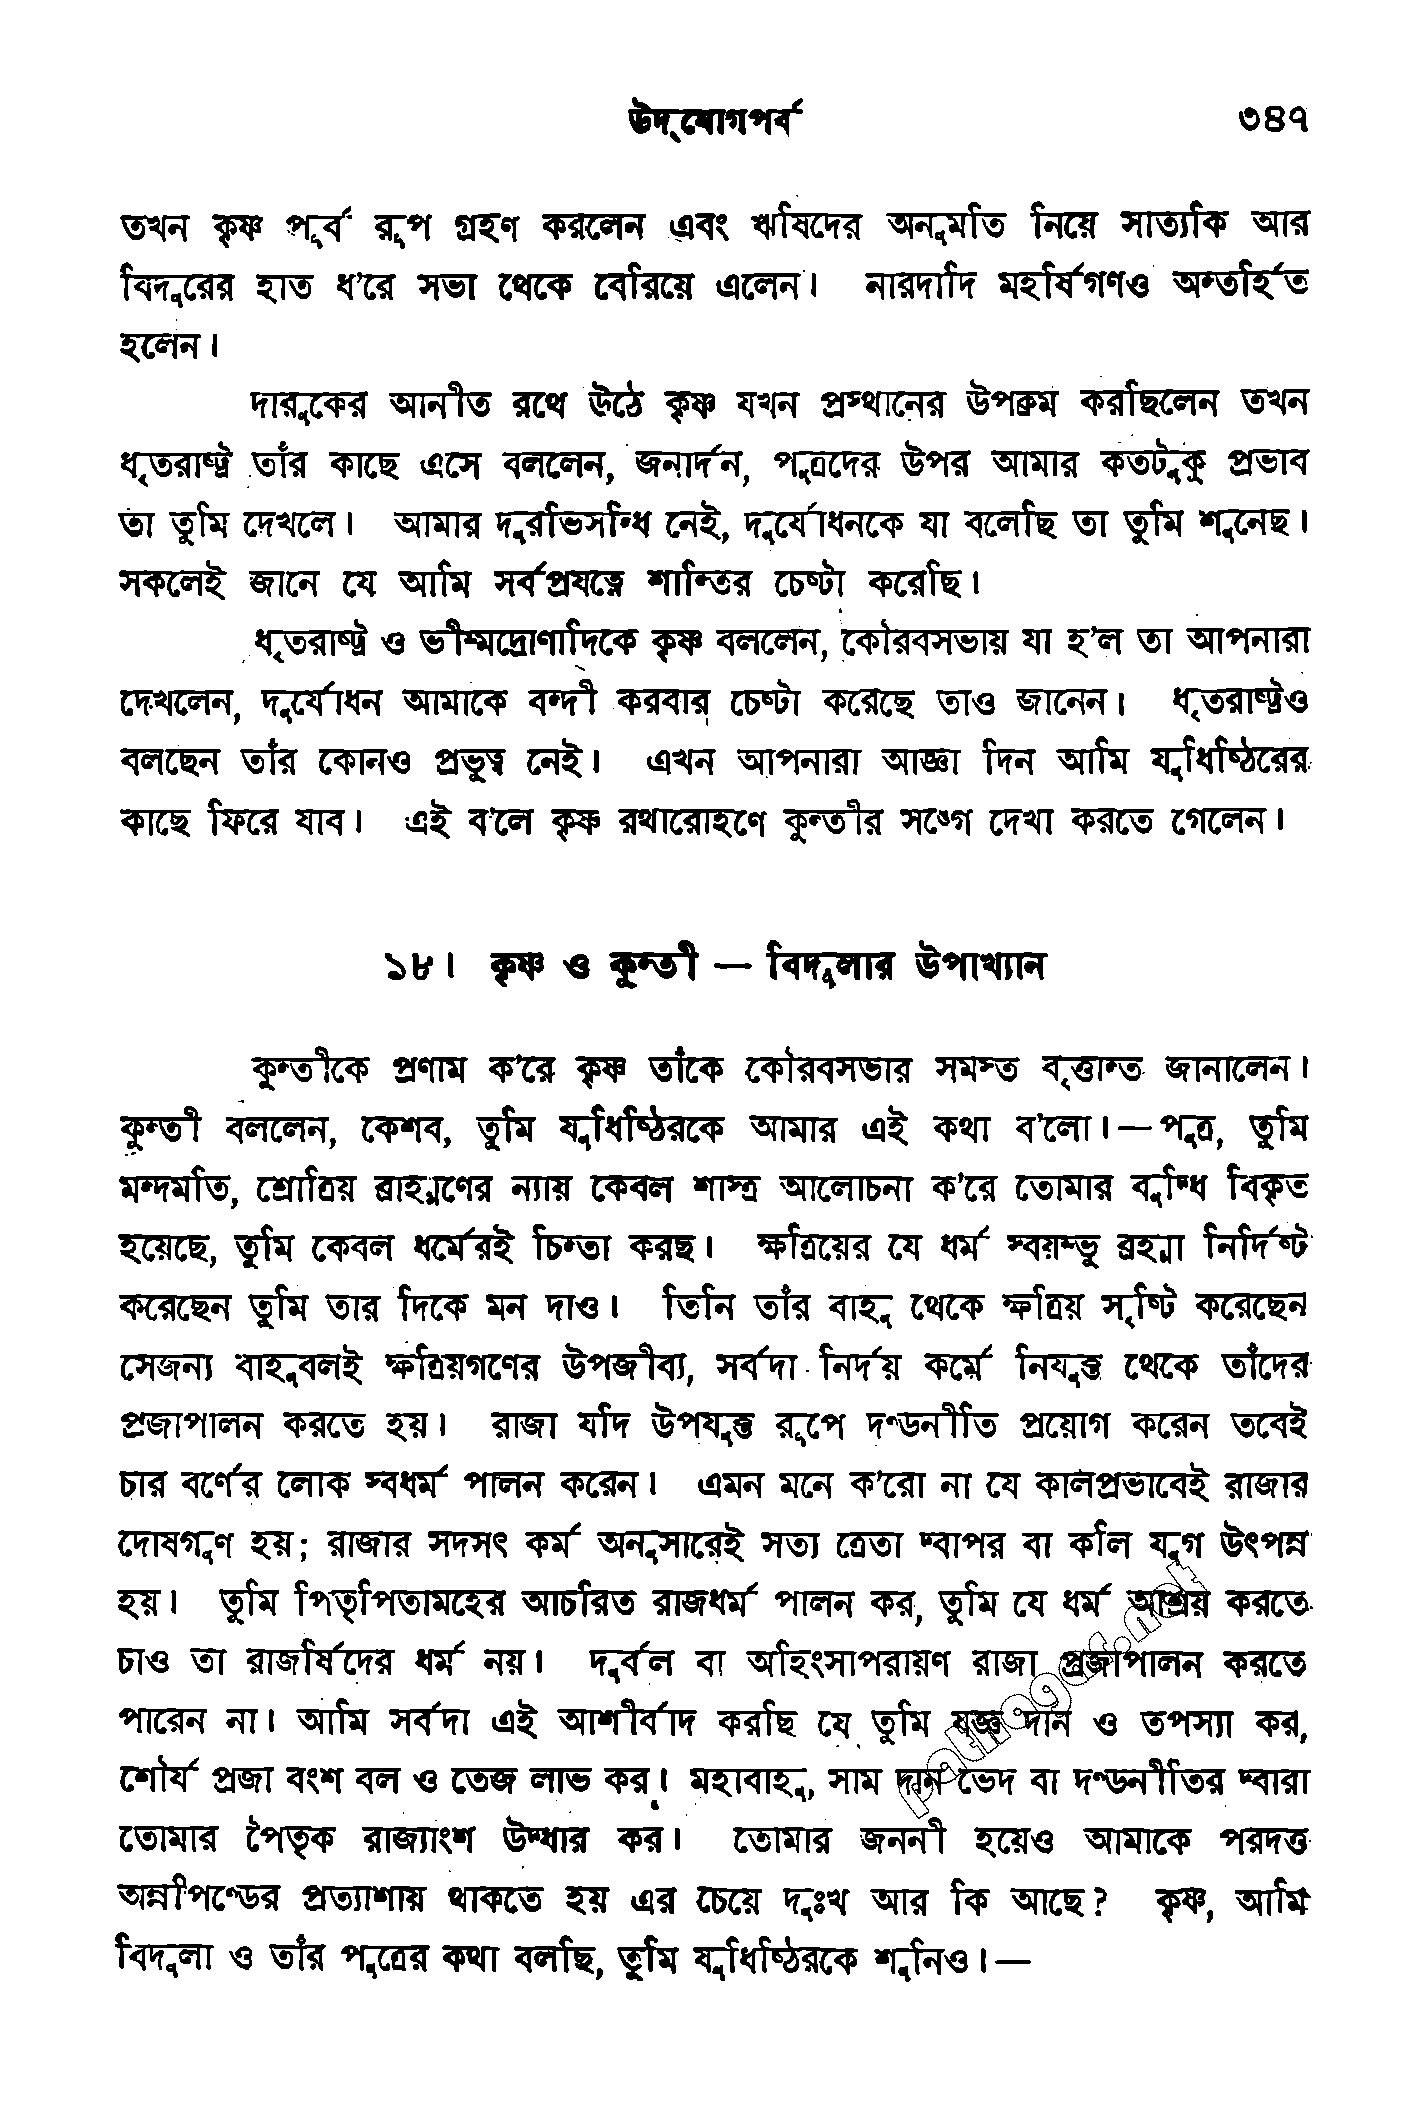 উদ্‌যোগপর্ব ৩৪৭
তখন কৃষ্ণ পূর্ব রূপ গ্রহণ করলেন এবং ঋষিদের অনুমতি নিয়ে সাত্যকি আর
বিদুরের হাত ধ'রে সভা থেকে বেরিয়ে এলেন। নারদাদি মহর্ষিগণও অন্তর্হিত
হলেন।
দারুকের আনীত রথে উঠে কৃষ্ণ যখন প্রস্থানের উপক্রম করছিলেন তখন
ধৃতরাষ্ট্র তাঁর কাছে এসে বললেন, জনার্দন, পুত্রদের উপর আমার কতটুকু প্রভাব
তা তুমি দেখলে। আমার দুরভিসন্ধি নেই, দুর্যোধনকে যা বলেছি তা তুমি শুনেছ।
সকলেই জানে যে আমি সর্বপ্রযত্নে শান্তির চেষ্টা করেছি।
ধৃতরাষ্ট্র ও ভীষ্মদ্রোণাদিকে কৃষ্ণ বললেন, কৌরবসভায় যা হ'ল তা আপনারা
দেখলেন, দুর্যোধন আমাকে বন্দী করবার চেষ্টা করেছে তাও জানেন। ধৃতরাষ্ট্রও
বলছেন তাঁর কোনও প্রভুত্ব নেই। এখন আপনারা আজ্ঞা দিন আমি যুধিষ্ঠিরের
কাছে ফিরে যাব। এই ব'লে কৃষ্ণ রথারোহণে কুন্তীর সঙ্গে দেখা করতে গেলেন।
১৮। কৃষ্ণ ও কুন্তী — বিদুলার উপাখ্যান
কুন্তীকে প্রণাম ক'রে কৃষ্ণ তাঁকে কৌরবসভার সমস্ত বৃত্তান্ত জানালেন।
কুন্তী বললেন, কেশব, তুমি যুধিষ্ঠিরকে আমার এই কথা ব'লো।—পুত্র, তুমি
মন্দমতি, শ্রোত্রিয় ব্রাহ্মণের ন্যায় কেবল শাস্ত্র আলোচনা ক'রে তোমার বুদ্ধি বিকৃত
হয়েছে, তুমি কেবল ধর্মেরই চিন্তা করছ। ক্ষত্রিয়ের যে ধর্ম স্বয়ম্ভু ব্রহ্মা নির্দিষ্ট
করেছেন তুমি তার দিকে মন দাও। তিনি তাঁর বাহু থেকে ক্ষত্রিয় সৃষ্টি করেছেন
সেজন্য বাহুবলই ক্ষত্রিয়গণের উপজীব্য, সর্বদা নির্দয় কর্মে নিযুক্ত থেকে তাঁদের
প্রজাপালন করতে হয়। রাজা যদি উপযুক্ত রূপে দণ্ডনীতি প্রয়োগ করেন তবেই
চার বর্ণের লোক স্বধর্ম পালন করেন। এমন মনে ক'রো না যে কালপ্রভাবেই রাজার
দোষগুণ হয়; রাজার সদসৎ কর্ম অনুসারেই সত্য ত্রেতা দ্বাপর বা কলি যুগ উৎপন্ন
হয়। তুমি পিতৃপিতামহের আচরিত রাজধর্ম পালন কর, তুমি যে ধর্ম আশ্রয় করতে
চাও তা রাজর্ষিদের ধর্ম নয়। দুর্বল বা অহিংসাপরায়ণ রাজা প্রজাপালন করতে
পারেন না। আমি সর্বদা এই আশীর্বাদ করছি যে তুমি যজ্ঞ দান ও তপস্যা কর,
শৌর্য প্রজা বংশ বল ও তেজ লাভ কর। মহাবাহু, সাম দান ভেদ বা দণ্ডনীতির দ্বারা
তোমার পৈতৃক রাজ্যাংশ উদ্ধার কর। তোমার জননী হয়েও আমাকে পরদত্ত
অন্নপিণ্ডের প্রত্যাশায় থাকতে হয় এর চেয়ে দুঃখ আর কি আছে? কৃষ্ণ, আমি
বিদুলা ও তাঁর পুত্রের কথা বলছি, তুমি যুধিষ্ঠিরকে শুনিও।—
pathagar.net